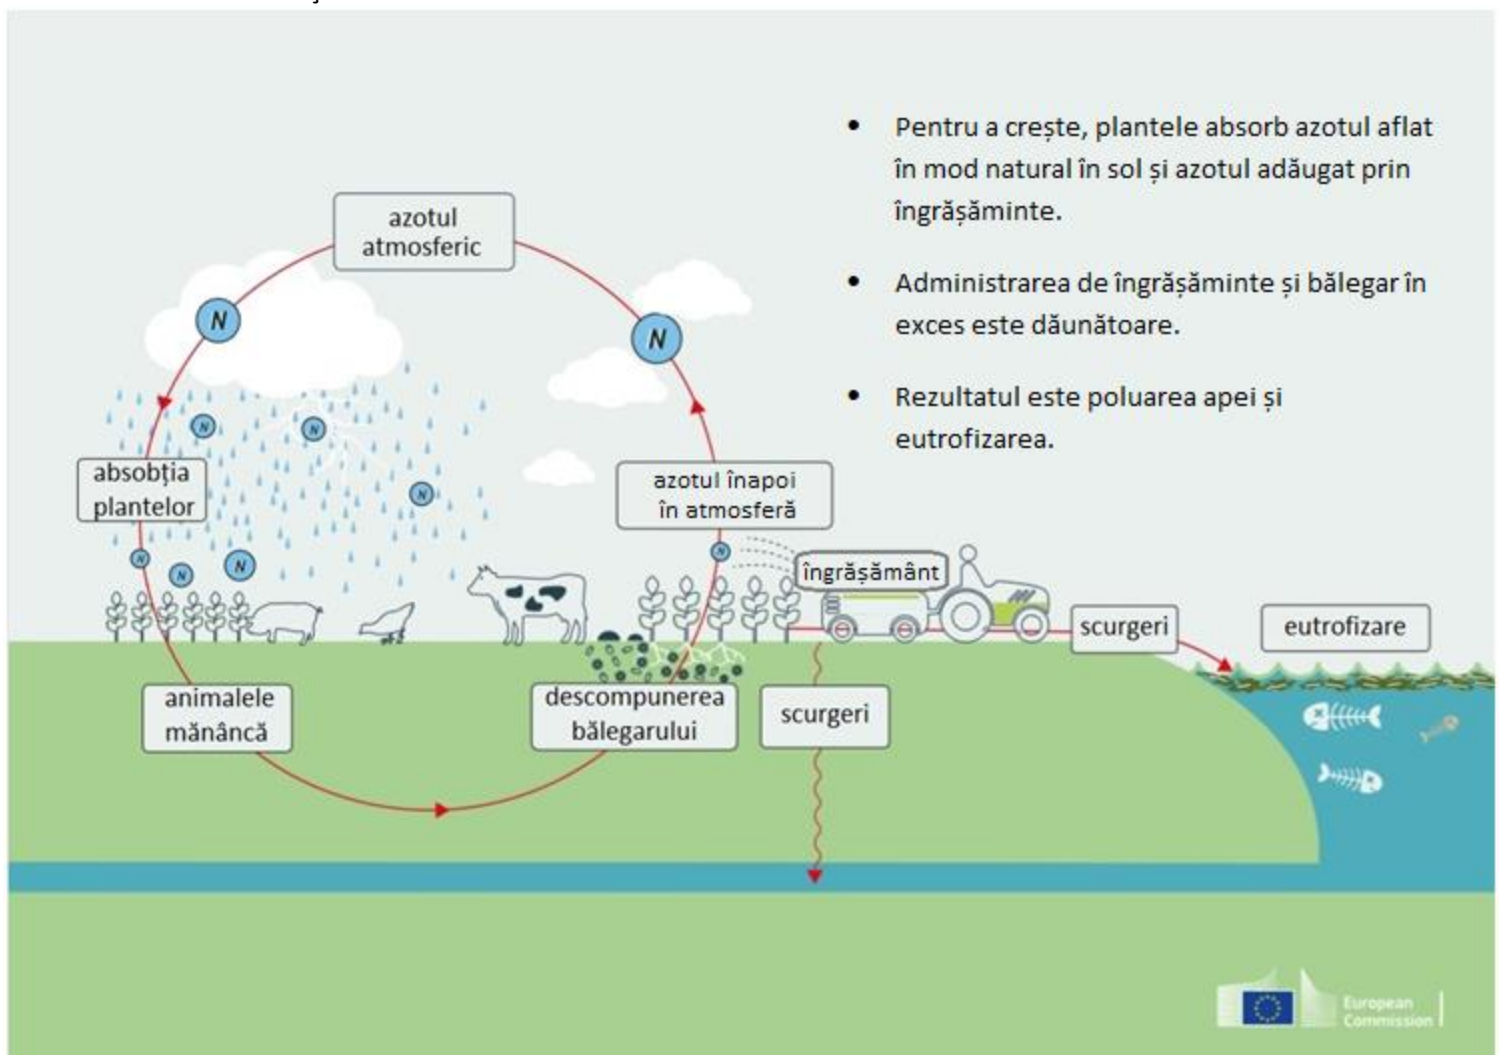 • Pentru a crește, plantele absorb azotul aflat
în mod natural în sol și azotul adăugat prin
îngrășăminte.
• Administrarea de îngrășăminte și bălegar în
exces este dăunătoare.
• Rezultatul este poluarea apei și
eutrofizarea.
azotul
atmosferic
N
N
N
N
N
absobția
plantelor
azotul înapoi
în atmosferă
N
N
N
N
îngrășământ
scurgeri
eutrofizare
animalele
mănâncă
descompunerea
bălegarului
scurgeri
European
Commission